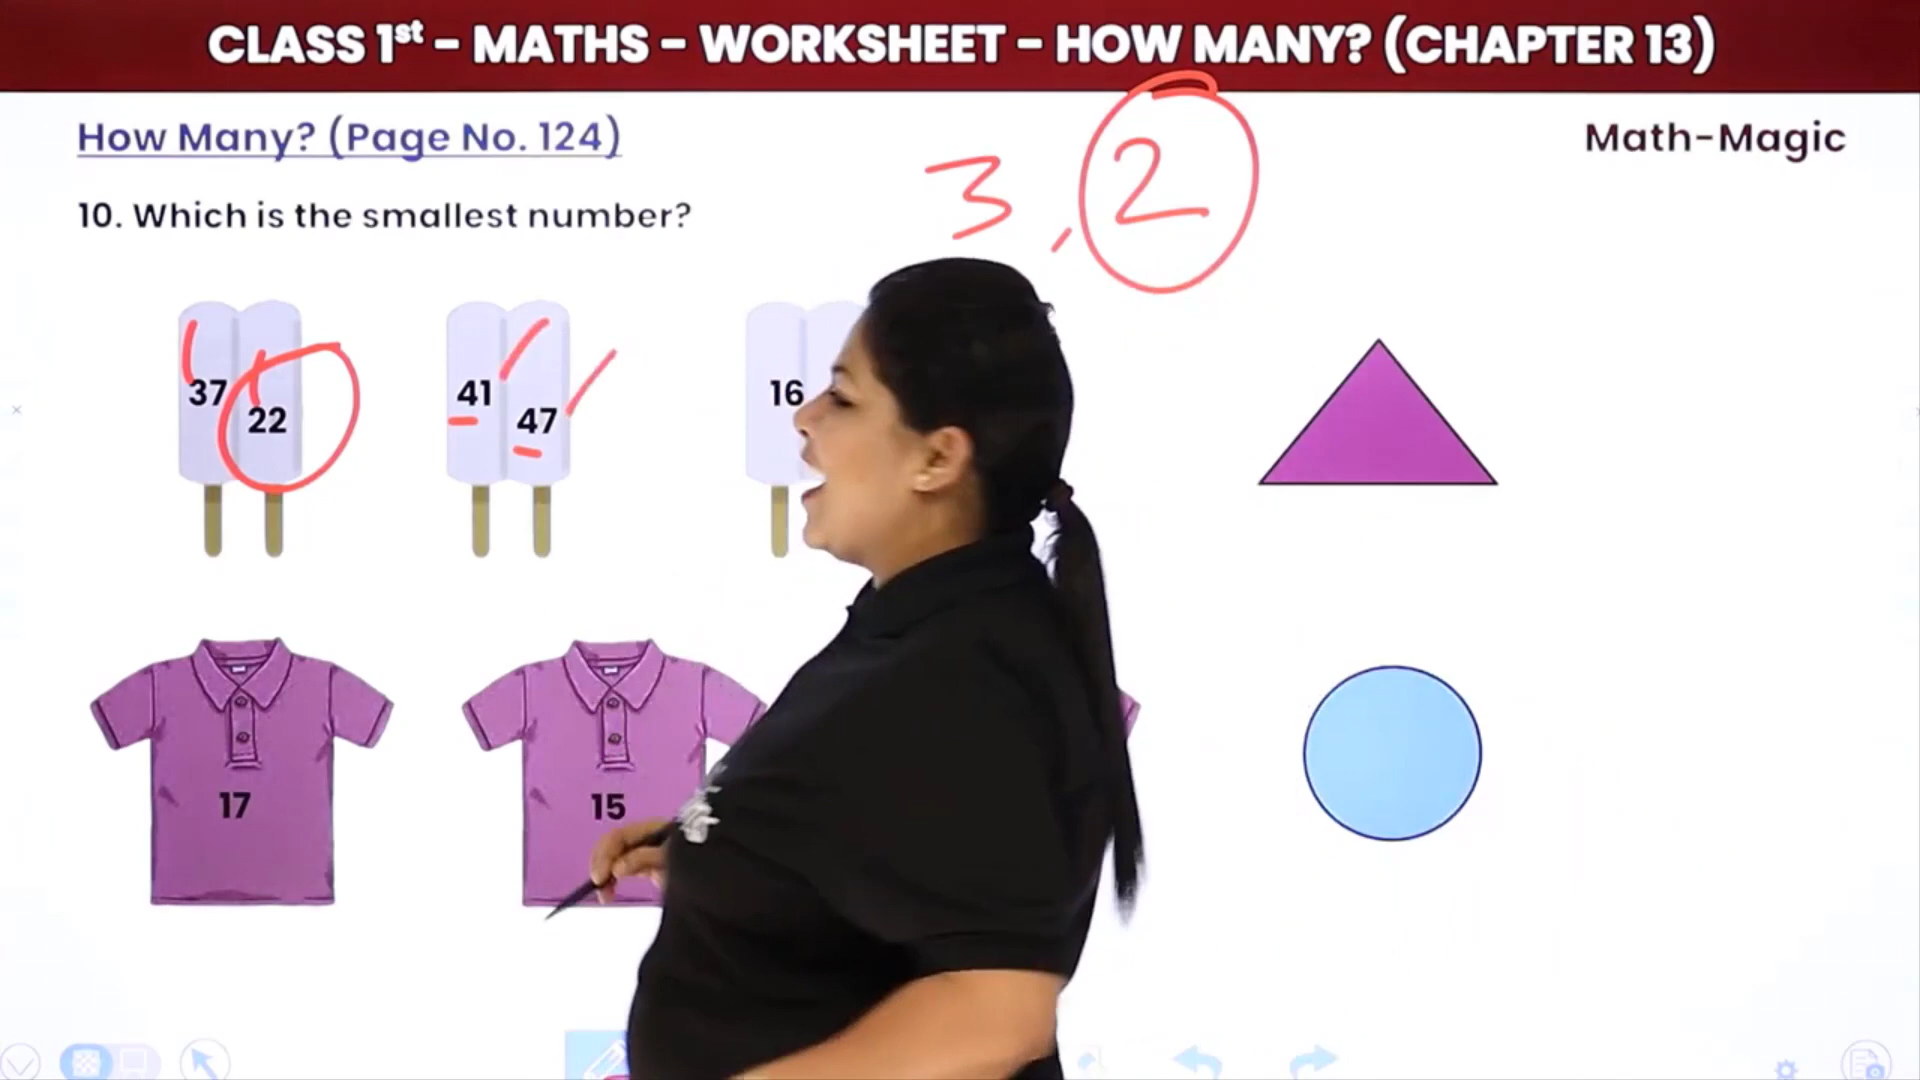 CLASS 1st - MATHS - WORKSHEET - HOW MANY? (CHAPTER 13)
How Many? (Page No. 124)
Math-Magic
3, 2
10. Which is the smallest number?
37 22
41 47
16
17
15